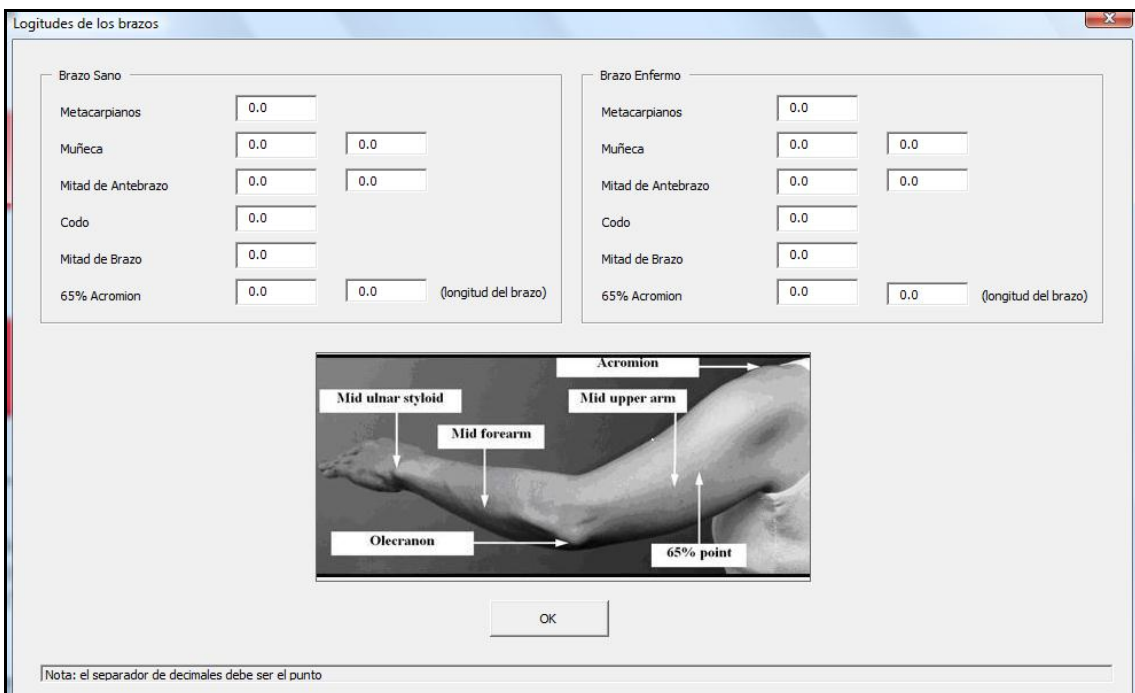 Logitudes de los brazos
Brazo Sano
Metacarpianos 0.0
Muñeca 0.0 0.0
Mitad de Antebrazo 0.0 0.0
Codo 0.0
Mitad de Brazo 0.0
65% Acromion 0.0 0.0 (longitud del brazo)
Brazo Enfermo
Metacarpianos 0.0
Muñeca 0.0 0.0
Mitad de Antebrazo 0.0 0.0
Codo 0.0
Mitad de Brazo 0.0
65% Acromion 0.0 0.0 (longitud del brazo)
Acromion
Mid ulnar styloid
Mid upper arm
Mid forearm
Olecranon
65% point
OK
Nota: el separador de decimales debe ser el punto